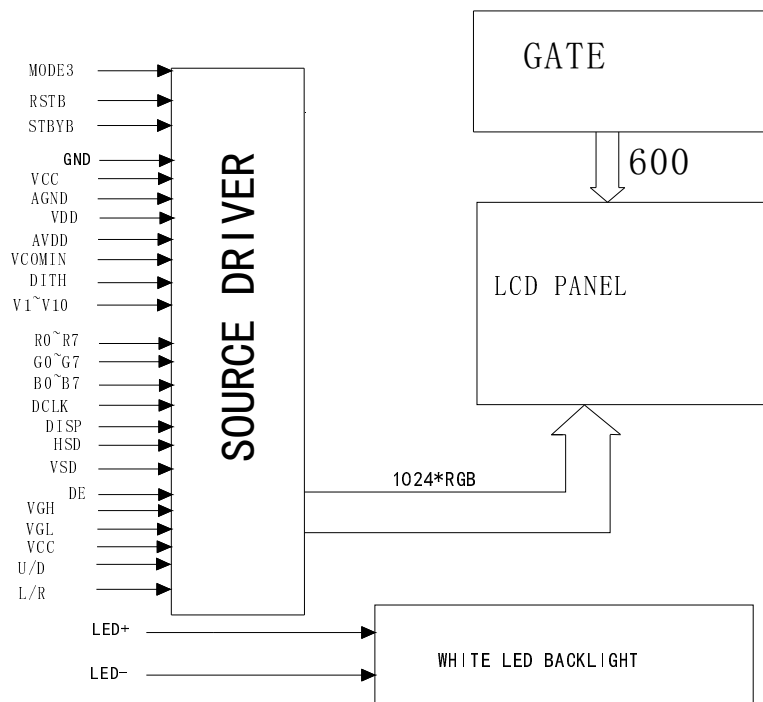 GATE
MODE3
RSTB
STBYB
600
GND
VCC
AGND
VDD
AVDD
VCOMIN
DITH
V1~V10
LCD PANEL
SOURCE DRIVER
R0~R7
G0~G7
B0~B7
DCLK
DISP
HSD
VSD
1024*RGB
DE
VGH
VGL
VCC
U/D
L/R
LED+
WHITE LED BACKLIGHT
LED-